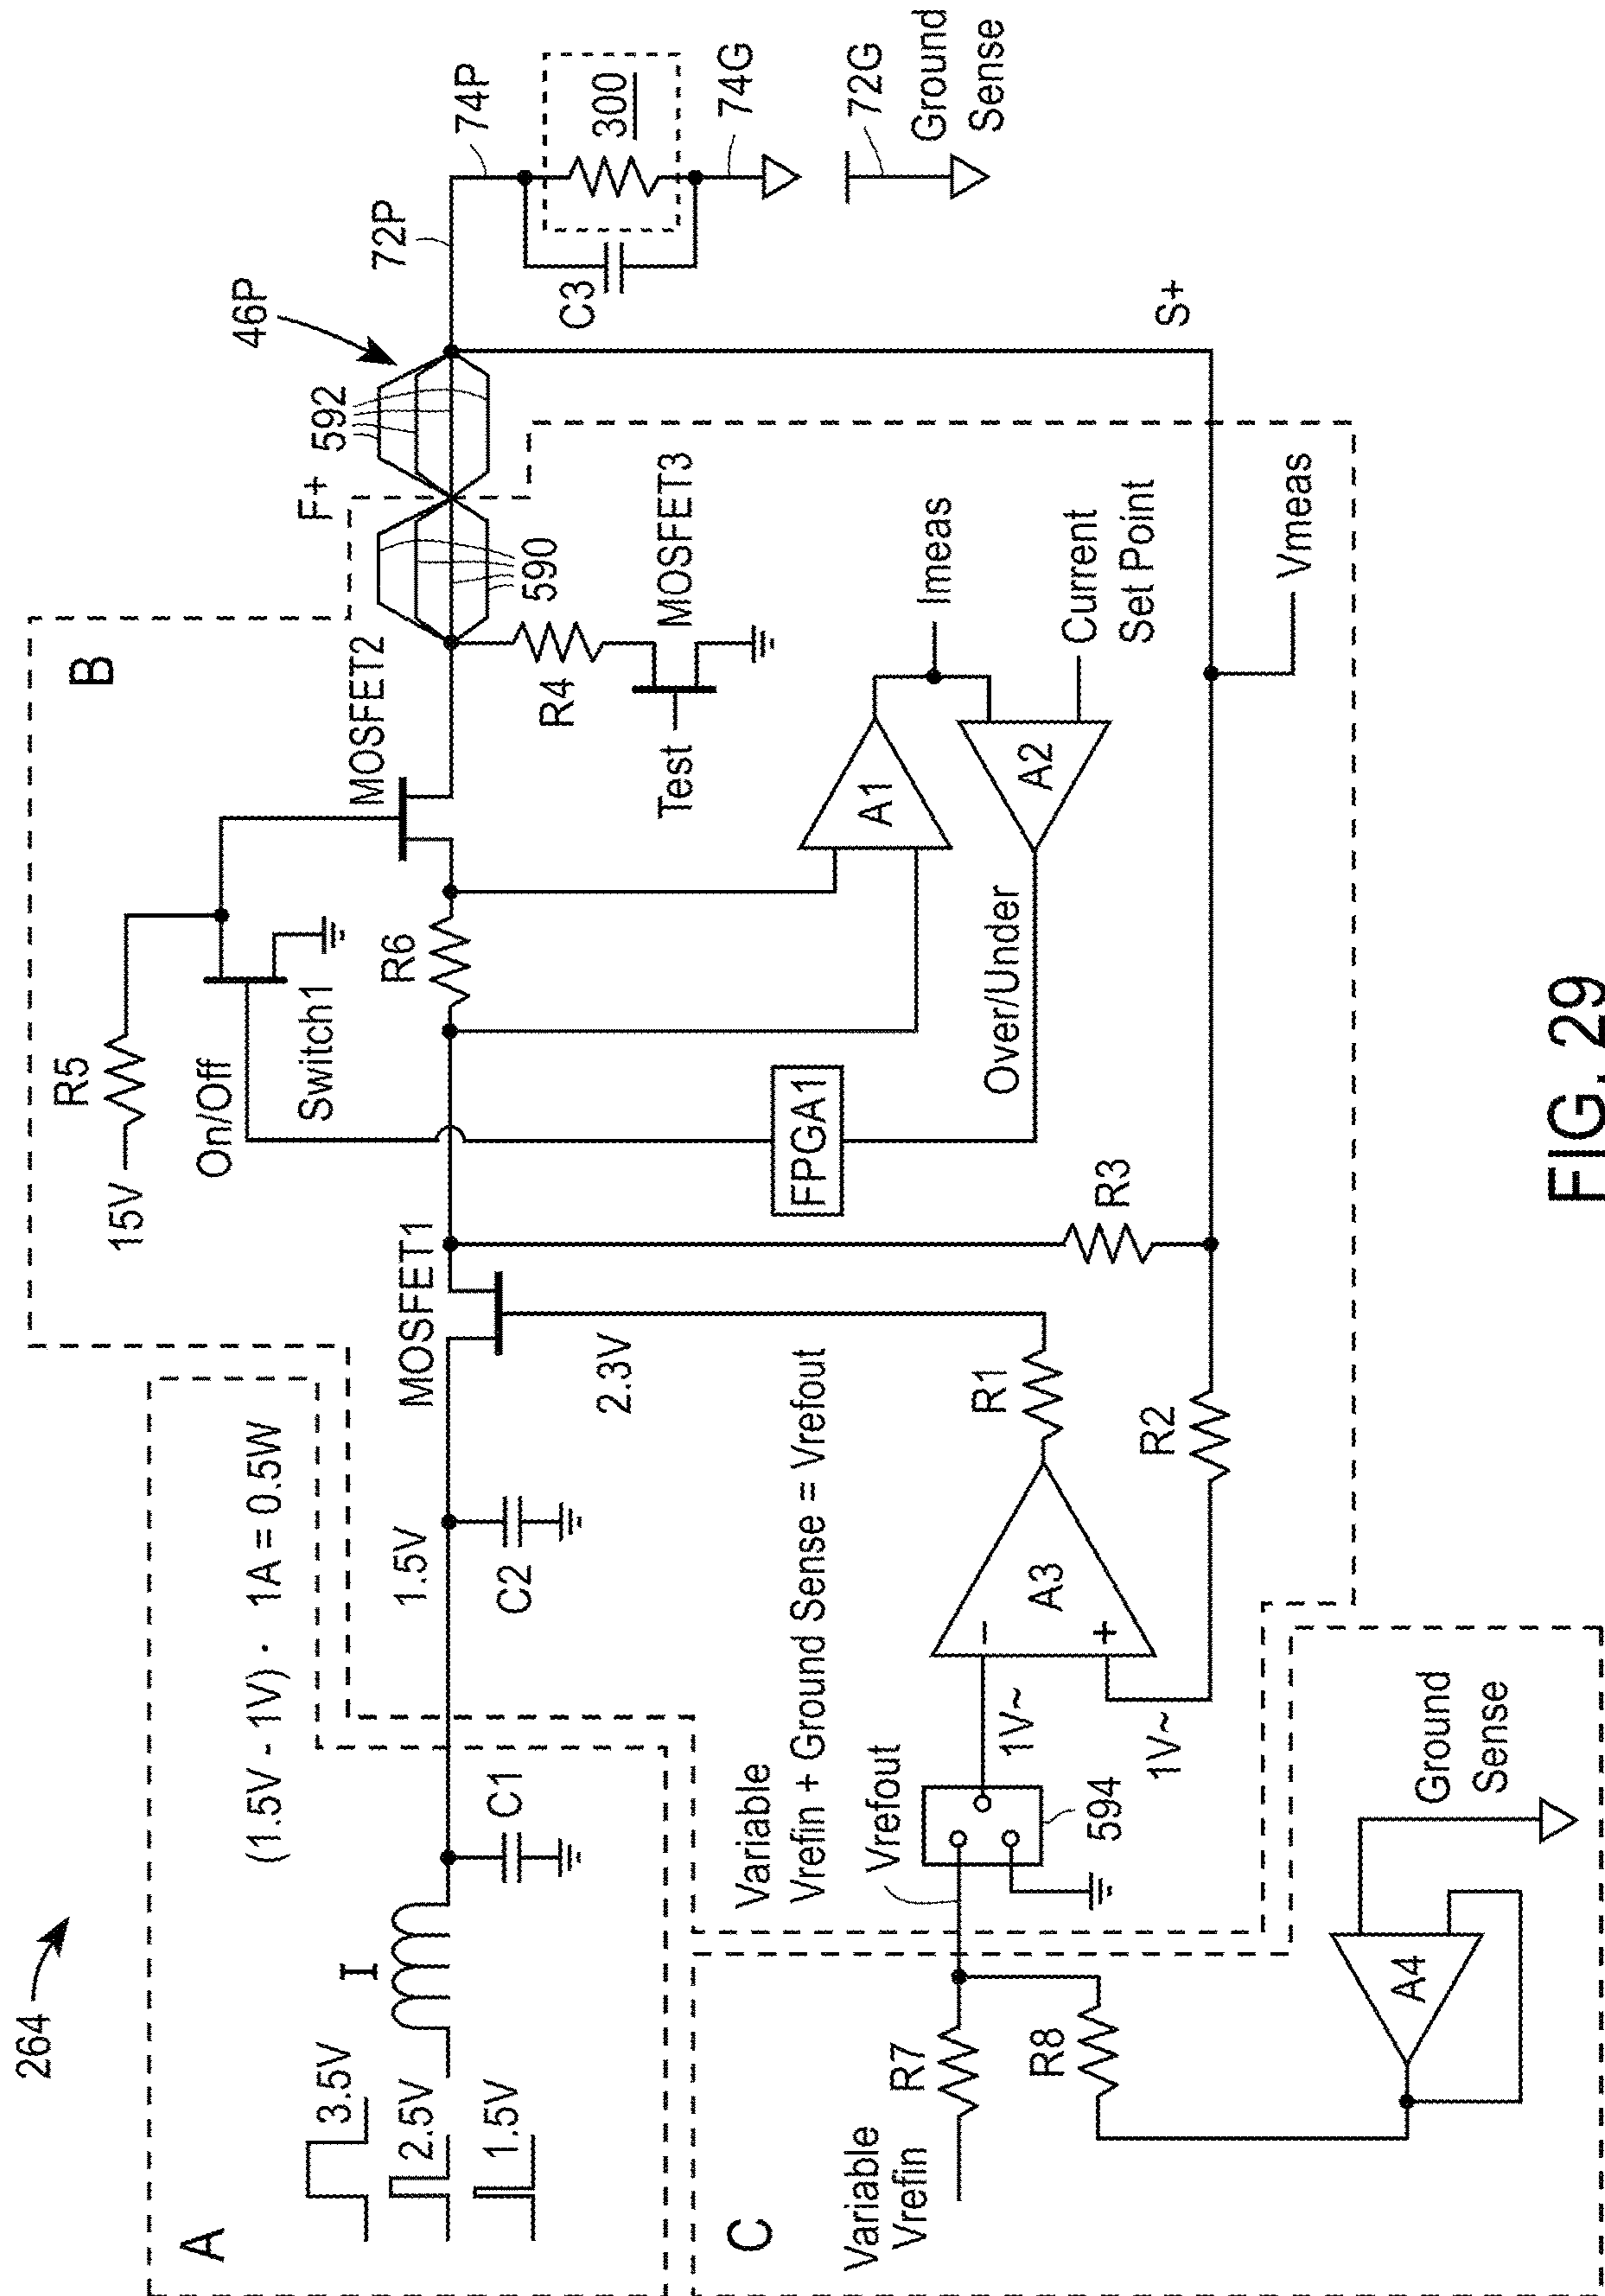 264
A
3.5V
2.5V
1.5V
I
C1
(1.5V - 1V) · 1A = 0.5W
1.5V
C2
MOSFET1
2.3V
B
15V
R5
On/Off
Switch1
R6
MOSFET2
F+
590
592
46P
72P
74P
300
C3
74G
72G
Ground
Sense
R4
MOSFET3
Test
A1
Imeas
A2
Current
Set Point
Over/Under
FPGA1
R3
S+
Vmeas
R1
R2
A3
−
+
1V~
1V~
Variable
Vrefin + Ground Sense = Vrefout
Vrefout
594
C
Variable
Vrefin
R7
R8
A4
Ground
Sense
FIG. 29